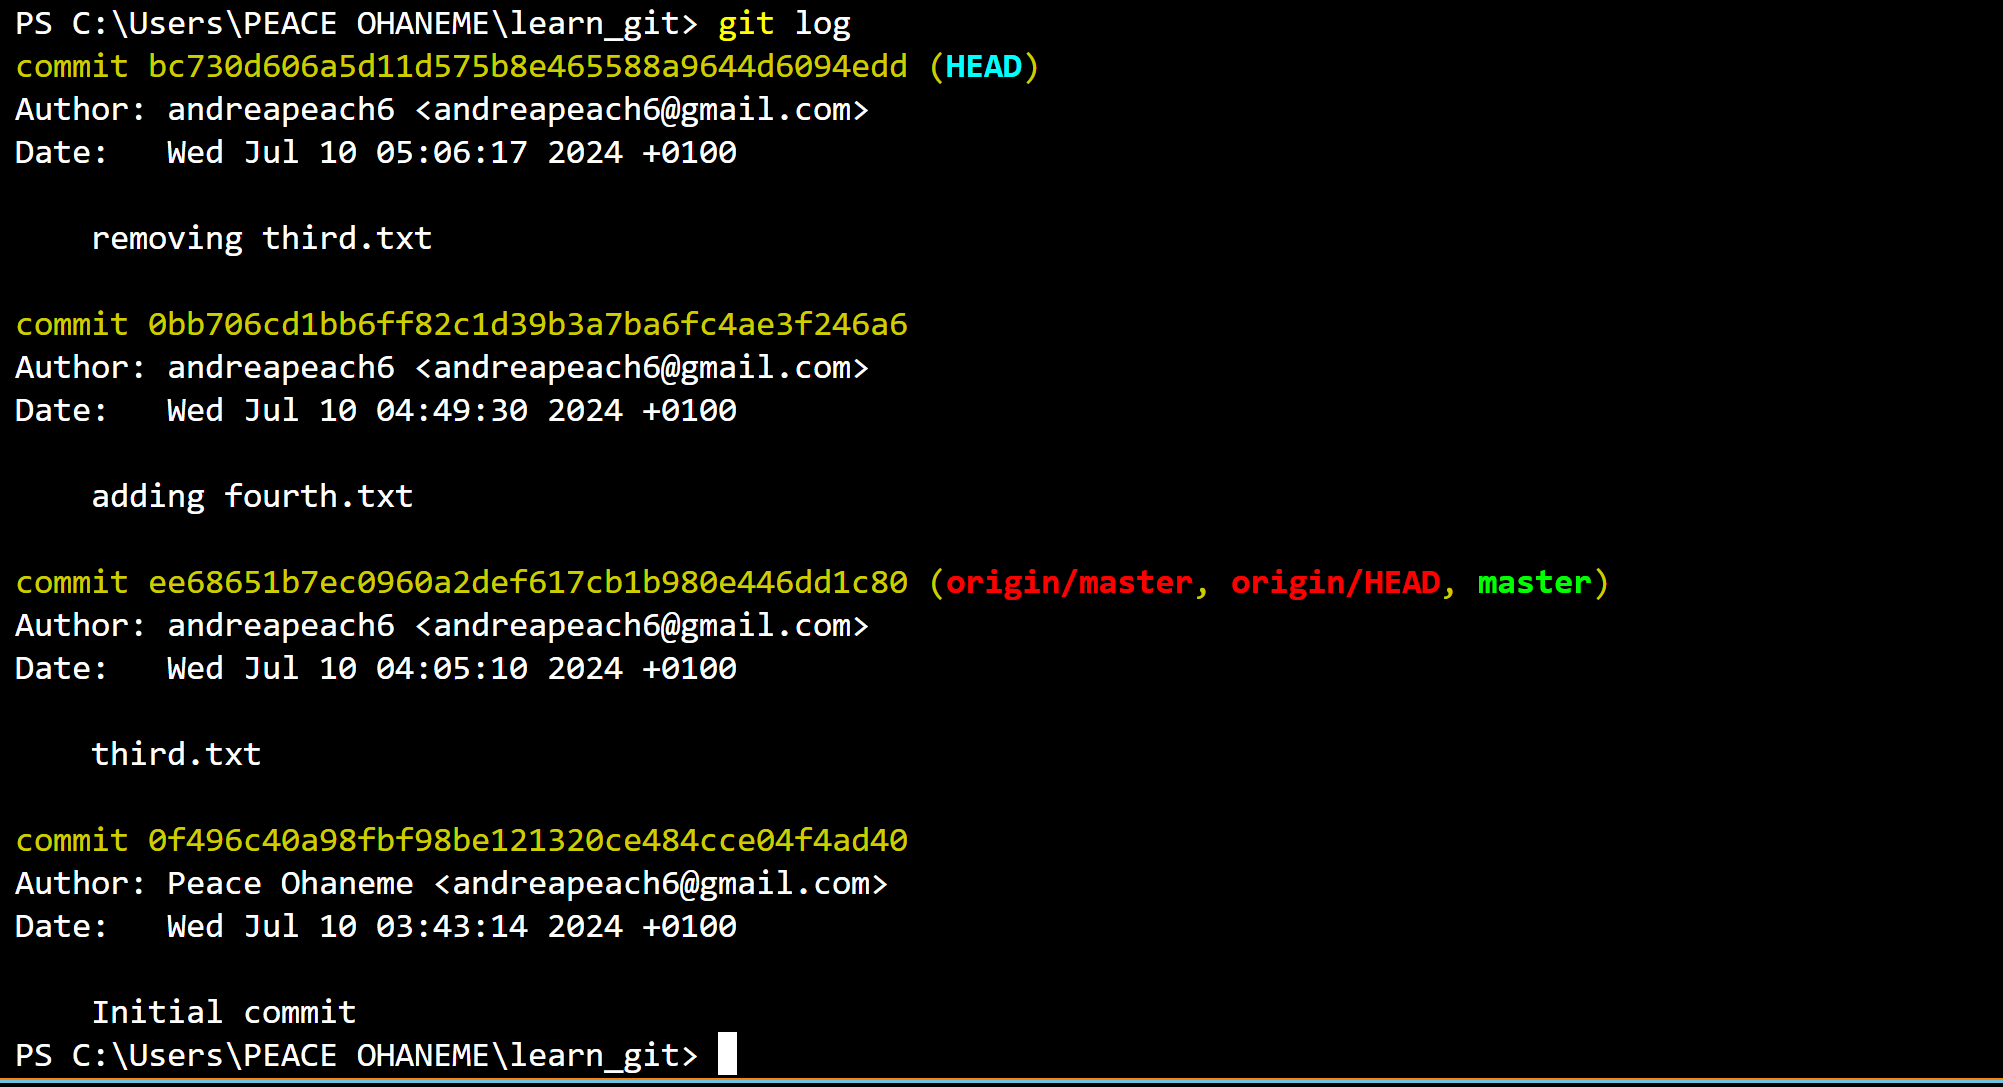 PS C:\Users\PEACE OHANEME\learn_git> git log
commit bc730d606a5d11d575b8e465588a9644d6094edd (HEAD)
Author: andreapeach6 <andreapeach6@gmail.com>
Date:   Wed Jul 10 05:06:17 2024 +0100
    removing third.txt
commit 0bb706cd1bb6ff82c1d39b3a7ba6fc4ae3f246a6
Author: andreapeach6 <andreapeach6@gmail.com>
Date:   Wed Jul 10 04:49:30 2024 +0100
    adding fourth.txt
commit ee68651b7ec0960a2def617cb1b980e446dd1c80 (origin/master, origin/HEAD, master)
Author: andreapeach6 <andreapeach6@gmail.com>
Date:   Wed Jul 10 04:05:10 2024 +0100
    third.txt
commit 0f496c40a98fbf98be121320ce484cce04f4ad40
Author: Peace Ohaneme <andreapeach6@gmail.com>
Date:   Wed Jul 10 03:43:14 2024 +0100
    Initial commit
PS C:\Users\PEACE OHANEME\learn_git>